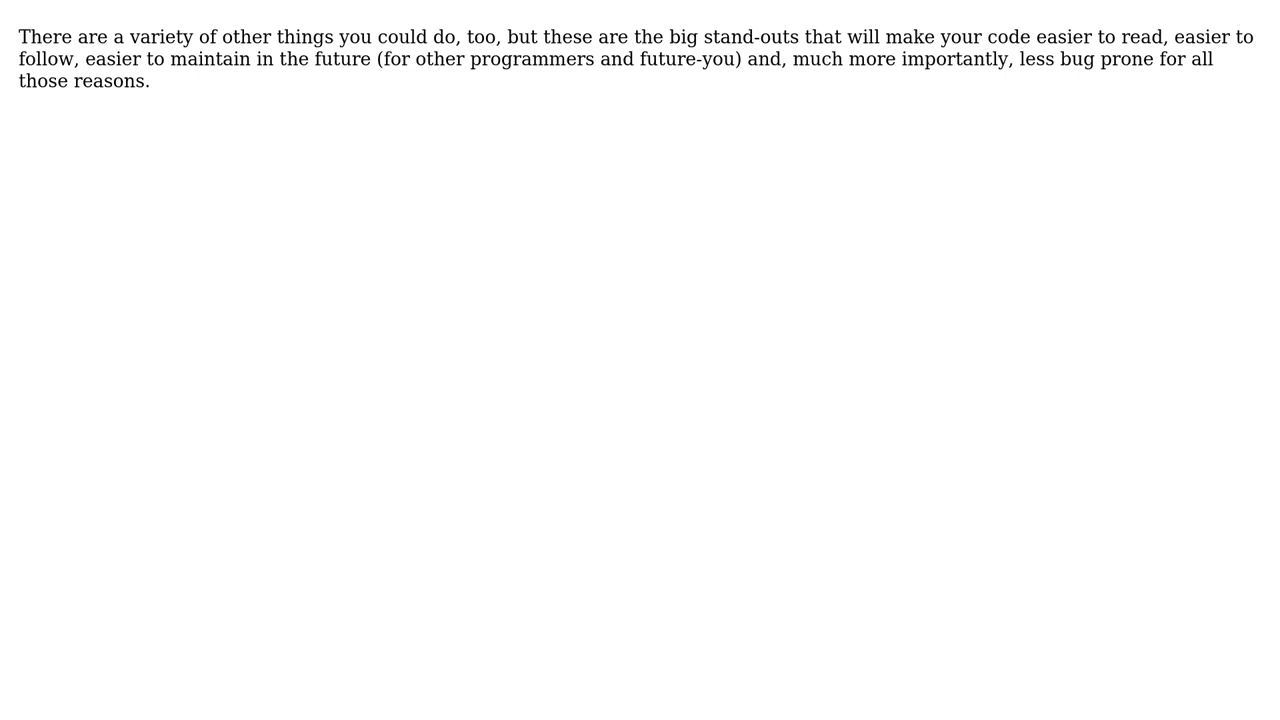 There are a variety of other things you could do, too, but these are the big stand-outs that will make your code easier to read, easier to
follow, easier to maintain in the future (for other programmers and future-you) and, much more importantly, less bug prone for all
those reasons.